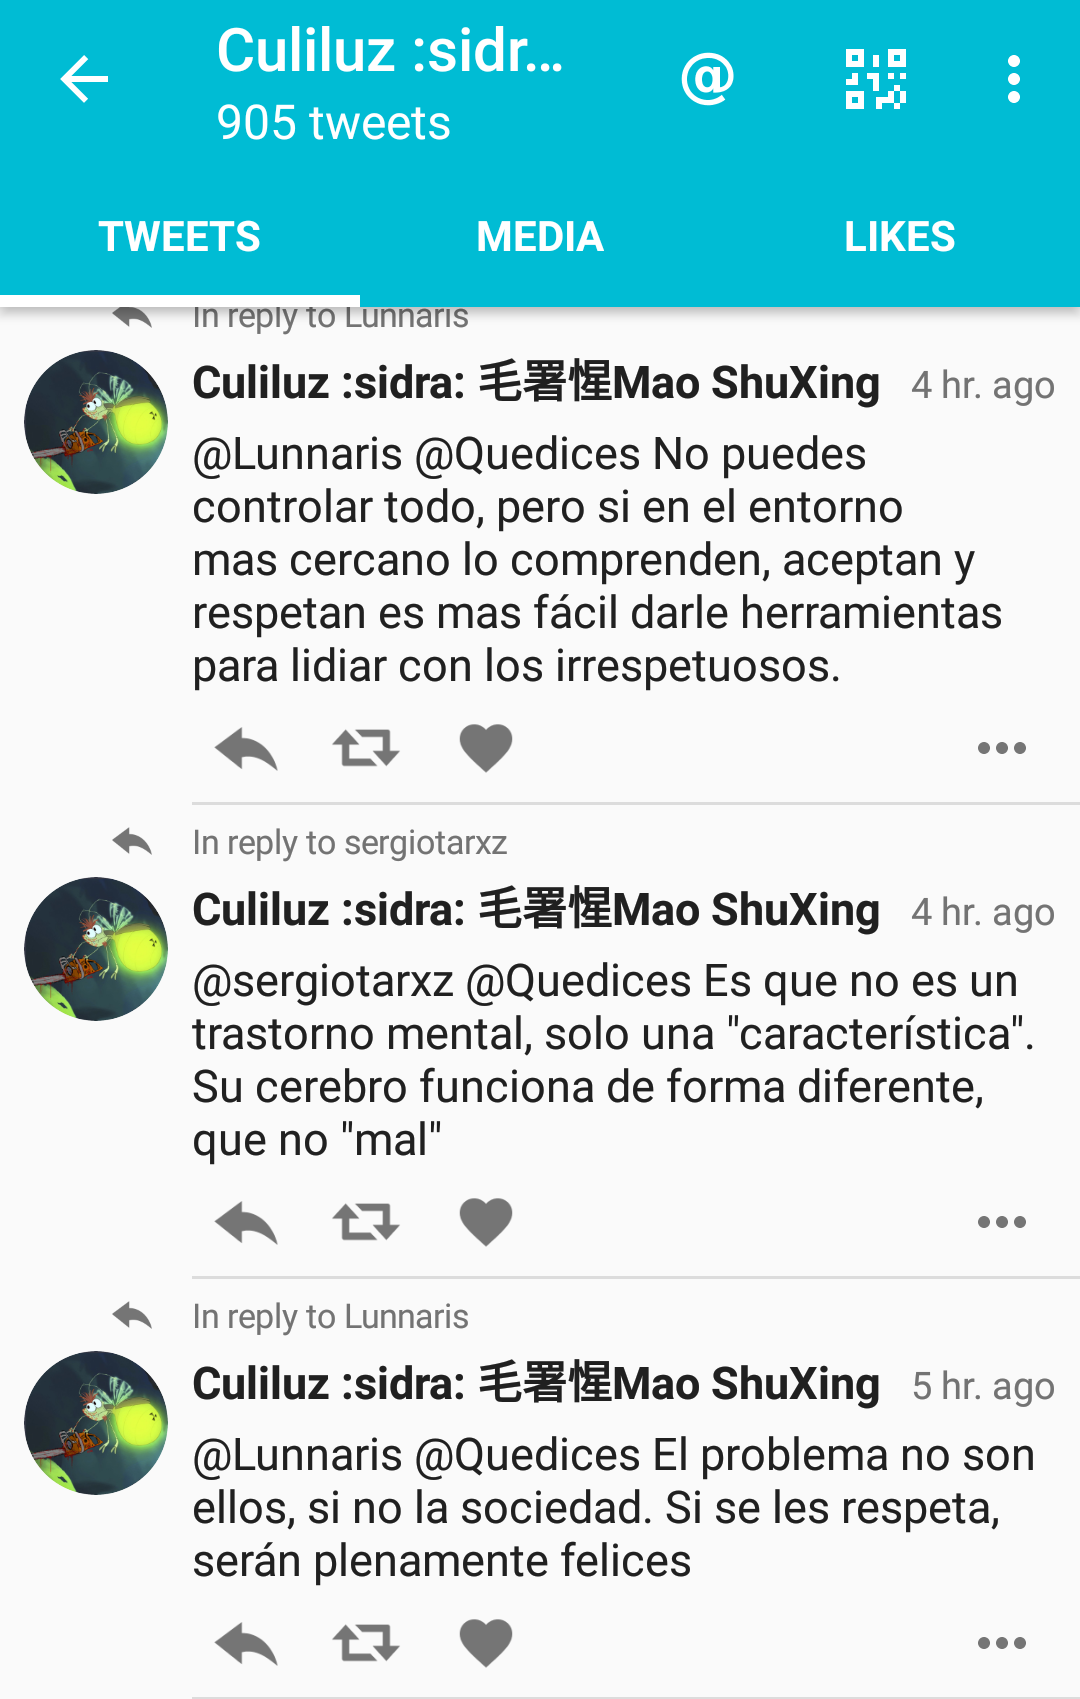 Culiluz :sidr...
905 tweets
@
TWEETS
MEDIA
LIKES
In reply to Lunnaris
Culiluz :sidra: 毛署惺Mao ShuXing 4 hr. ago
@Lunnaris @Quedices No puedes
controlar todo, pero si en el entorno
mas cercano lo comprenden, aceptan y
respetan es mas fácil darle herramientas
para lidiar con los irrespetuosos.
In reply to sergiotarxz
Culiluz :sidra: 毛署惺Mao ShuXing 4 hr. ago
@sergiotarxz @Quedices Es que no es un
trastorno mental, solo una "característica".
Su cerebro funciona de forma diferente,
que no "mal"
In reply to Lunnaris
Culiluz :sidra: 毛署惺Mao ShuXing 5 hr. ago
@Lunnaris @Quedices El problema no son
ellos, si no la sociedad. Si se les respeta,
serán plenamente felices